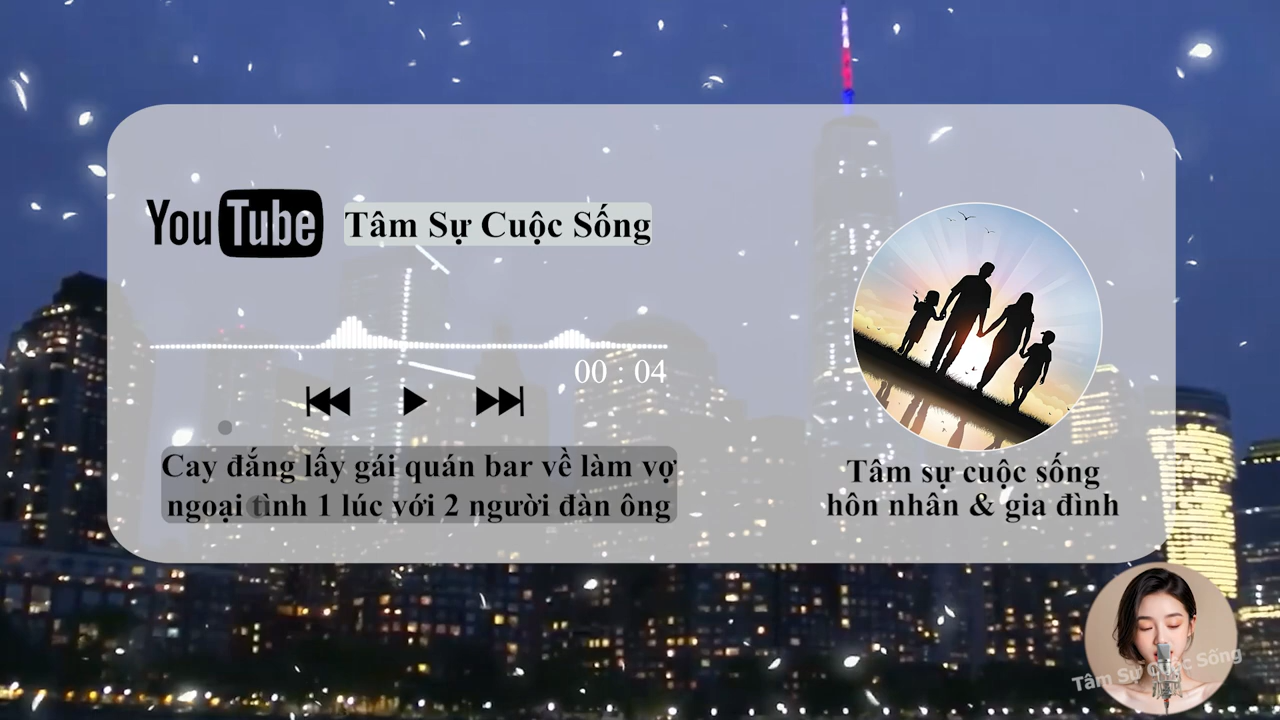 YouTube
Tâm Sự Cuộc Sống
00 : 04
Cay đắng lấy gái quán bar về làm vợ
ngoại tình 1 lúc với 2 người đàn ông
Tâm sự cuộc sống
hôn nhân & gia đình
Tâm Sự Cuộc Sống